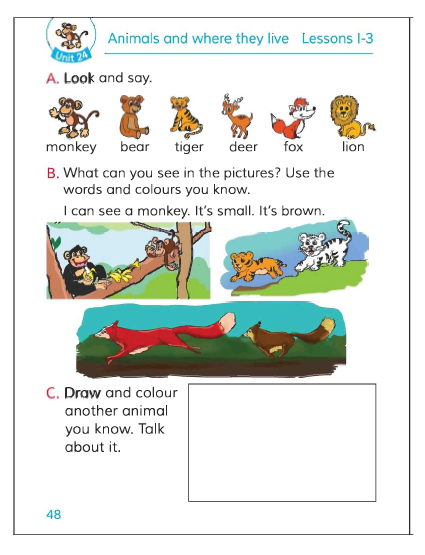 Unit 24
Animals and where they live Lessons 1-3
A. Look and say.
monkey bear tiger deer fox lion
B. What can you see in the pictures? Use the
words and colours you know.
I can see a monkey. It's small. It's brown.
C. Draw and colour
another animal
you know. Talk
about it.
48